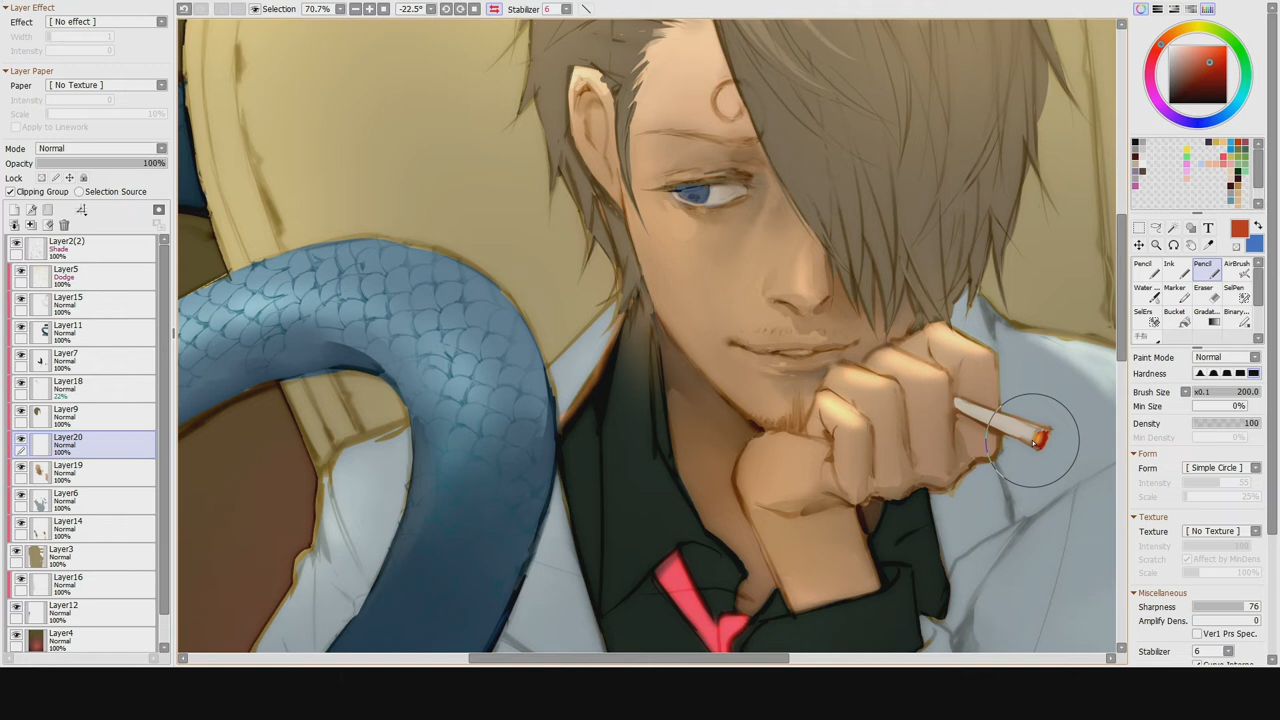 Layer Effect
Effect [ No effect ]
Width 1
Intensity 0
Layer Paper
Paper [ No Texture ]
Intensity 0
Scale 10%
Apply to Linework
Mode Normal
Opacity 100%
Lock
Clipping Group Selection Source
Layer2(2)
Shade
100%
Layer5
Dodge
100%
Layer15
Normal
100%
Layer11
Normal
100%
Layer7
Normal
100%
Layer18
Normal
22%
Layer9
Normal
100%
Layer20
Normal
100%
Layer19
Normal
100%
Layer6
Normal
100%
Layer14
Normal
100%
Layer3
Normal
100%
Layer16
Normal
100%
Layer12
Normal
100%
Layer4
Normal
100%
Selection 70.7% -22.5° Stabilizer 6
T
Pencil Ink Pencil AirBrush
Water ... Marker Eraser SelPen
SelErs Bucket Gradat... Binary...
Paint Mode Normal
Hardness
Brush Size x0.1 200.0
Min Size 0%
Density 100
Min Density 0%
Form
Form [ Simple Circle ]
Intensity 55
Scale 25%
Texture
Texture [ No Texture ]
Intensity 100
Scratch Affect by MinDens
Scale 100%
Miscellaneous
Sharpness 76
Amplify Dens. 0
Ver1 Prs Spec.
Stabilizer 6